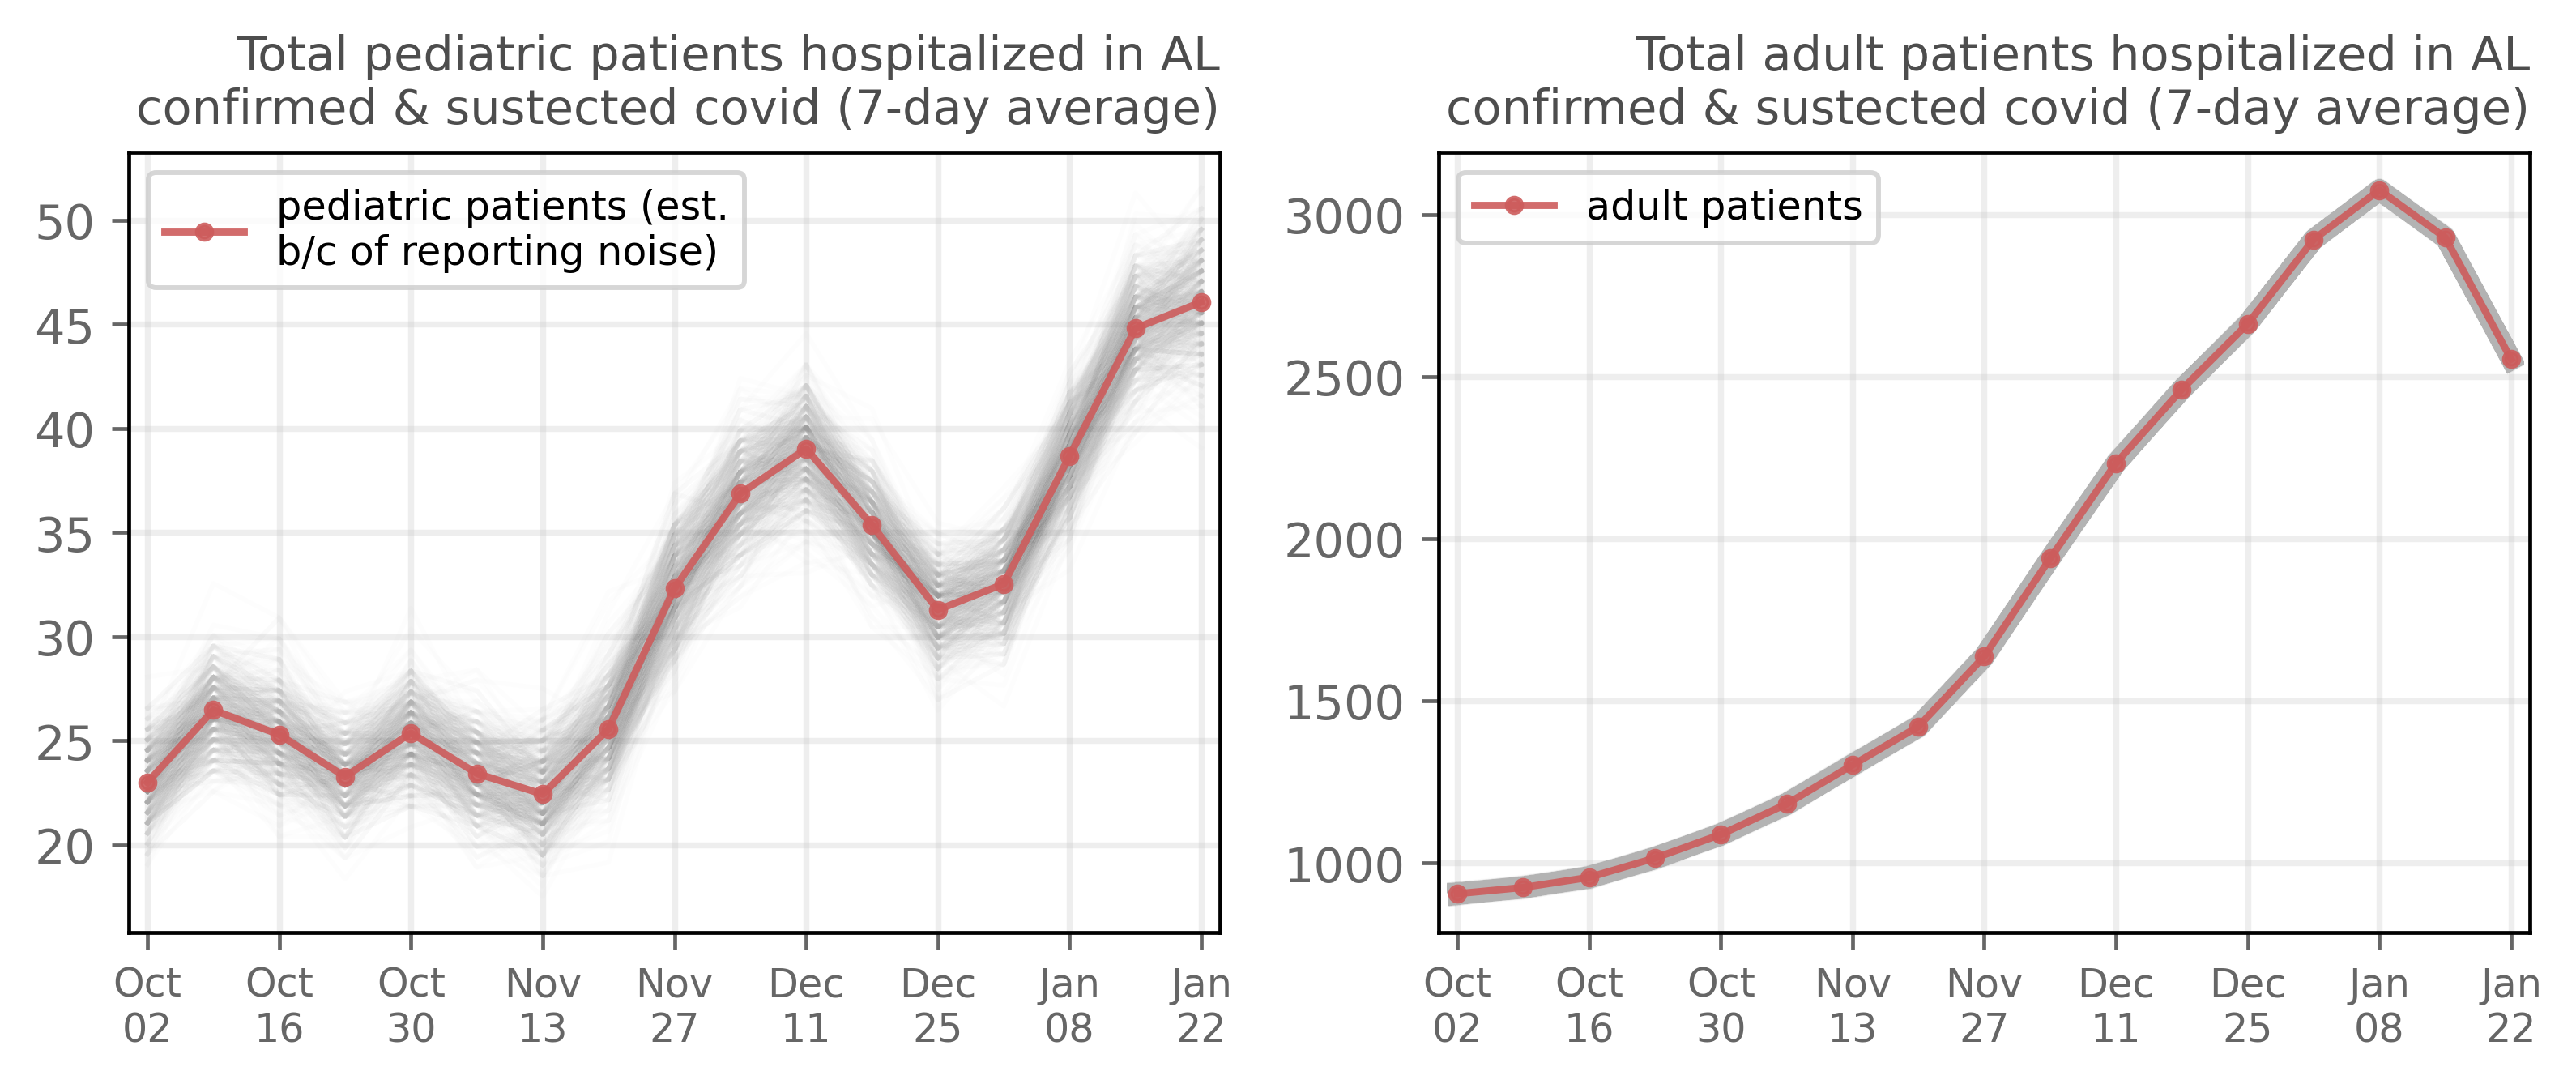 Total pediatric patients hospitalized in AL
confirmed & sustected covid (7-day average)
pediatric patients (est.
b/c of reporting noise)
50
45
40
35
30
25
20
Oct Oct Oct Nov Nov Dec Dec Jan Jan
02 16 30 13 27 11 25 08 22
Total adult patients hospitalized in AL
confirmed & sustected covid (7-day average)
adult patients
3000
2500
2000
1500
1000
Oct Oct Oct Nov Nov Dec Dec Jan Jan
02 16 30 13 27 11 25 08 22